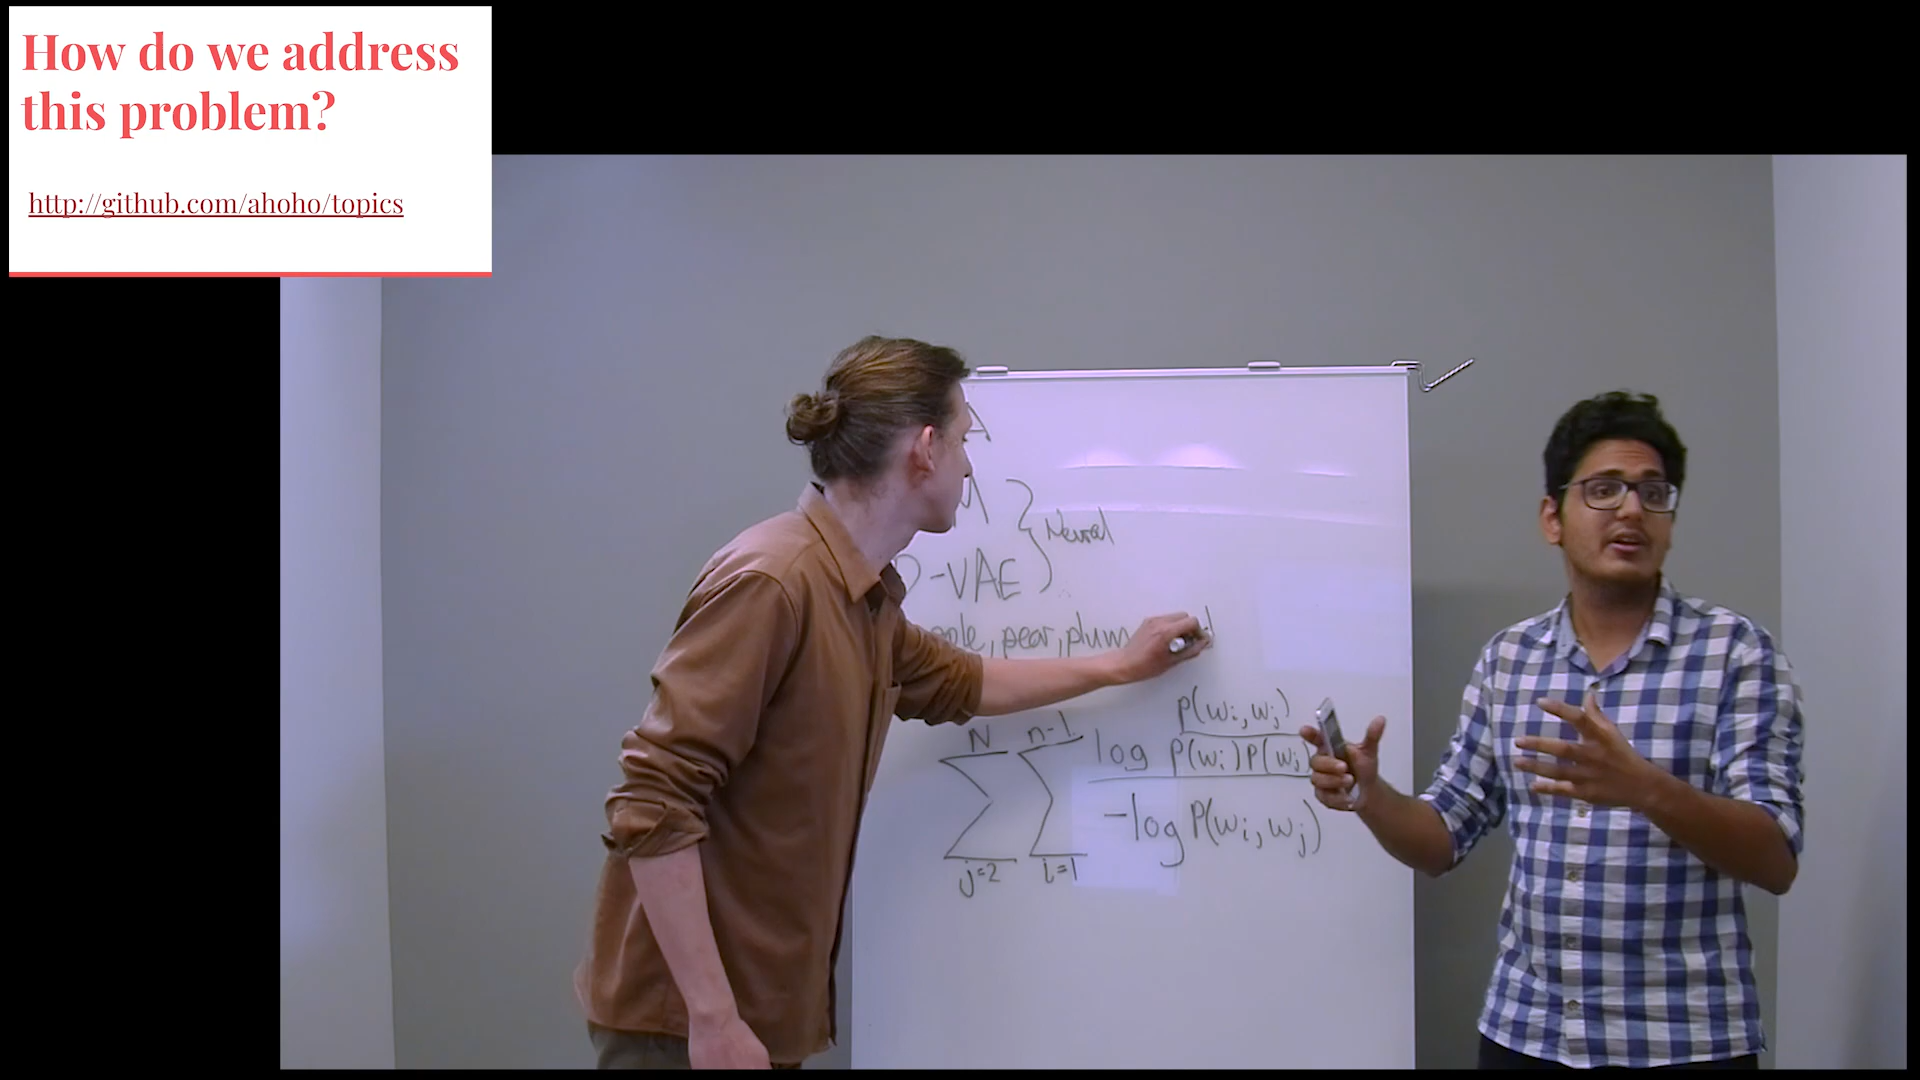 How do we address
this problem?
http://github.com/ahoho/topics
A
} Neural
D-VAE
pear, plum
N n-1 P(wi, wj)
∑ ∑ log P(wi)P(wj)
-log P(wi, wj)
j=2 i=1